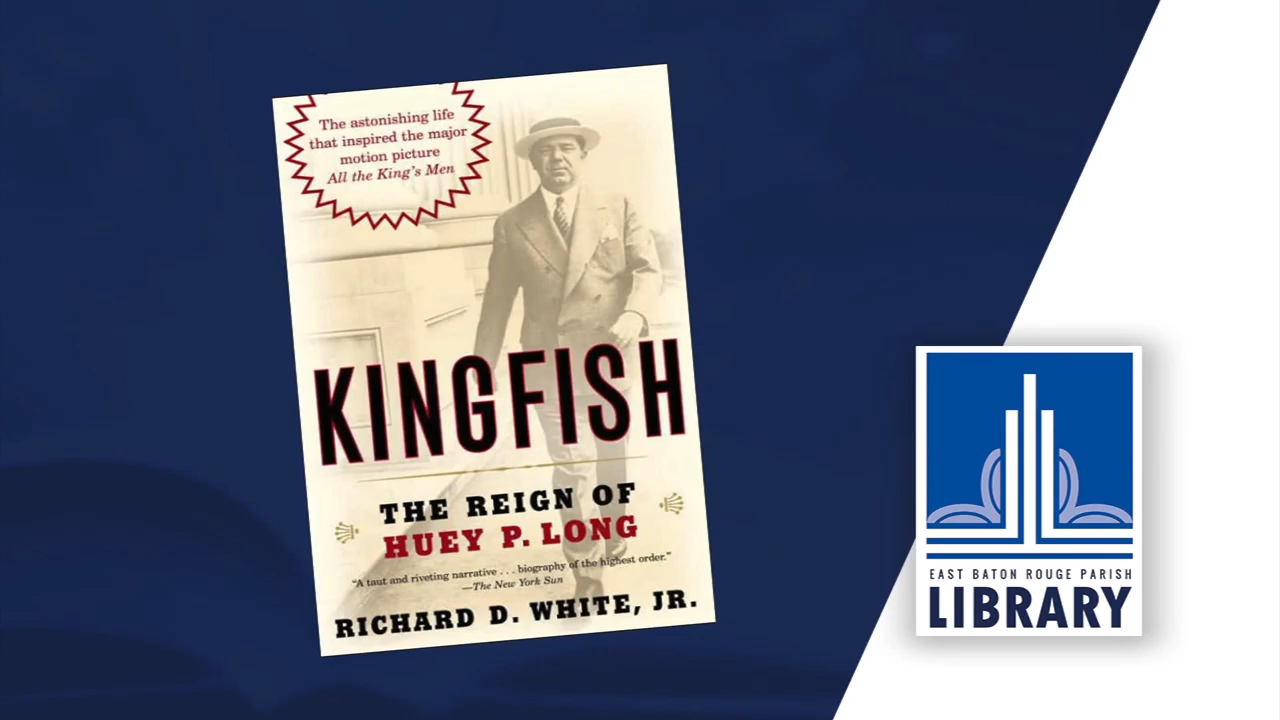 The astonishing life
that inspired the major
motion picture
All the King's Men
KINGFISH
THE REIGN OF
HUEY P. LONG
“A taut and riveting narrative . . . biography of the highest order.”
—The New York Sun
RICHARD D. WHITE, JR.
EAST BATON ROUGE PARISH
LIBRARY